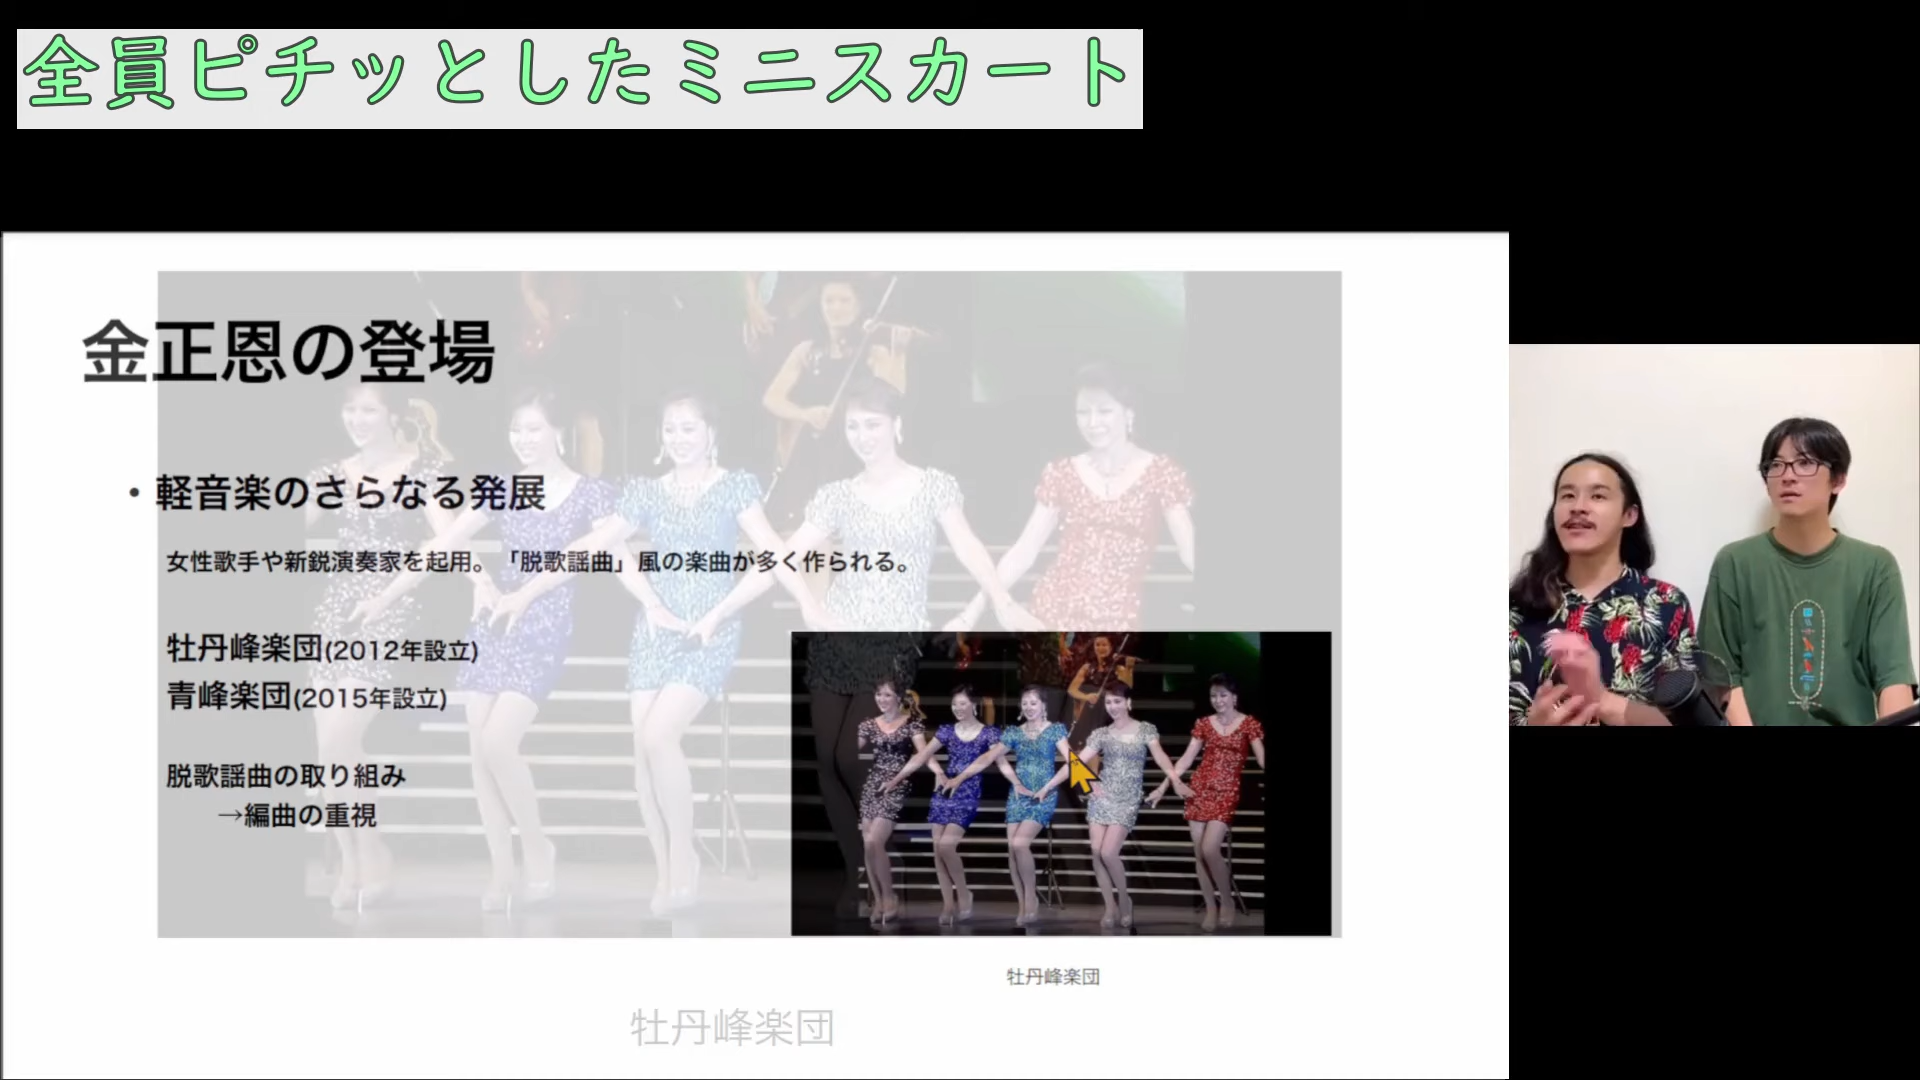 全員ピチッとしたミニスカート
金正恩の登場
・軽音楽のさらなる発展
女性歌手や新鋭演奏家を起用。「脱歌謡曲」風の楽曲が多く作られる。
牡丹峰楽団(2012年設立)
青峰楽団(2015年設立)
脱歌謡曲の取り組み
→編曲の重視
牡丹峰楽団
牡丹峰楽団